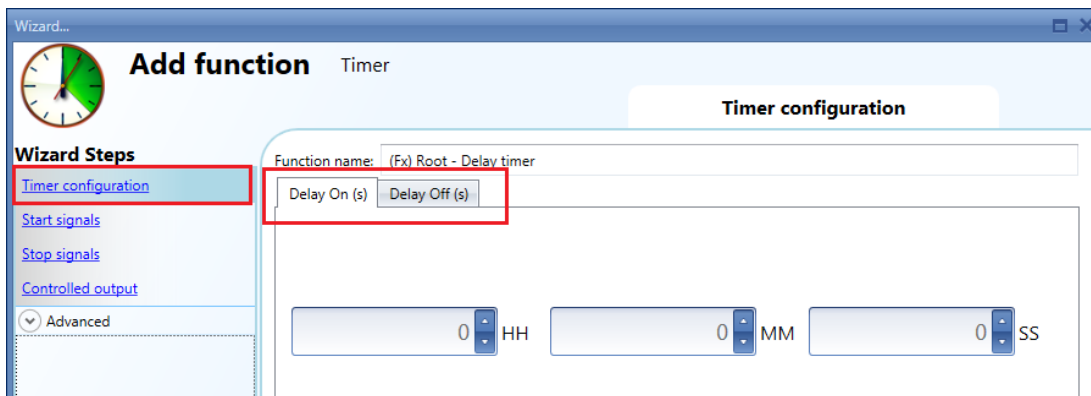 Wizard...
Add function Timer
Timer configuration
Wizard Steps
Timer configuration
Start signals
Stop signals
Controlled output
Advanced
Function name: (Fx) Root - Delay timer
Delay On (s) Delay Off (s)
0 HH 0 MM 0 SS